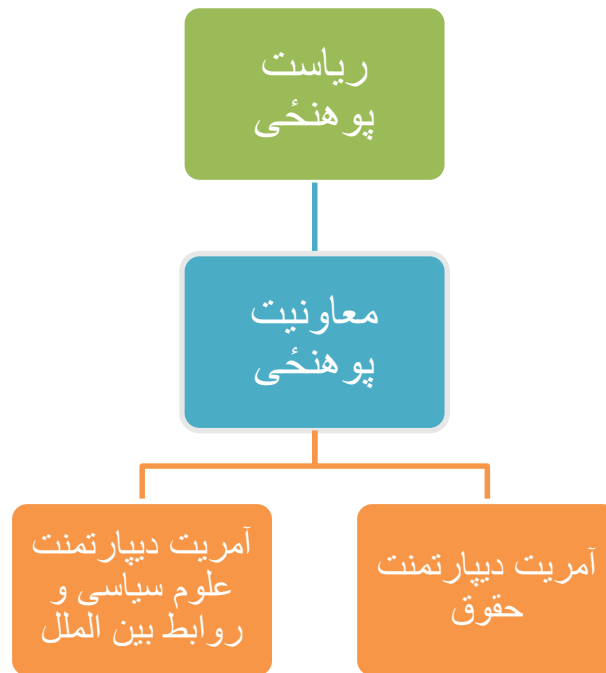 ریاست
پوهنځی
معاونیت
پوهنځی
آمریت دیپارتمنت
حقوق
آمریت دیپارتمنت
علوم سیاسی و
روابط بین الملل